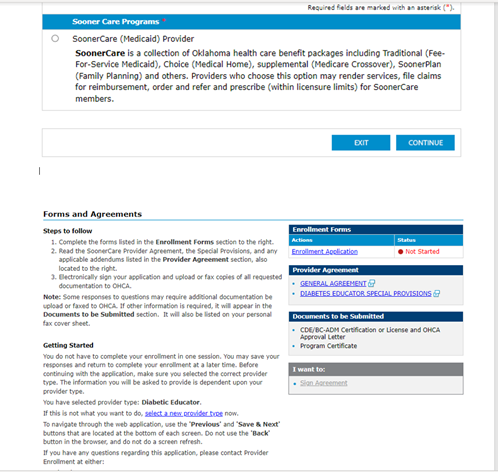 Required fields are marked with an asterisk (*).
Sooner Care Programs *
SoonerCare (Medicaid) Provider
SoonerCare is a collection of Oklahoma health care benefit packages including Traditional (Fee-
For-Service Medicaid), Choice (Medical Home), supplemental (Medicare Crossover), SoonerPlan
(Family Planning) and others. Providers who choose this option may render services, file claims
for reimbursement, order and refer and prescribe (within licensure limits) for SoonerCare
members.
EXIT
CONTINUE
Forms and Agreements
Steps to follow
1. Complete the forms listed in the Enrollment Forms section to the right.
2. Read the SoonerCare Provider Agreement, the Special Provisions, and any
applicable addendums listed in the Provider Agreement section, also
located to the right.
3. Electronically sign your application and upload or fax copies of all requested
documentation to OHCA.
Note: Some responses to questions may require additional documentation be
upload or faxed to OHCA. If other information is required, it will appear in the
Documents to be Submitted section. It will also be listed on your personal
fax cover sheet.
Getting Started
You do not have to complete your enrollment in one session. You may save your
responses and return to complete your enrollment at a later time. Before
continuing with the application, make sure you selected the correct provider
type. The information you will be asked to provide is dependent upon your
provider type.
You have selected provider type: Diabetic Educator.
If this is not what you want to do, select a new provider type now.
To navigate through the web application, use the 'Previous' and 'Save & Next'
buttons that are located at the bottom of each screen. Do not use the 'Back'
button in the browser, and do not do a screen refresh.
If you have any questions regarding this application, please contact Provider
Enrollment at either:
Enrollment Forms
Actions Status
Enrollment Application Not Started
Provider Agreement
• GENERAL AGREEMENT
• DIABETES EDUCATOR SPECIAL PROVISIONS
Documents to be Submitted
• CDE/BC-ADM Certification or License and OHCA
Approval Letter
• Program Certificate
I want to:
• Sign Agreement